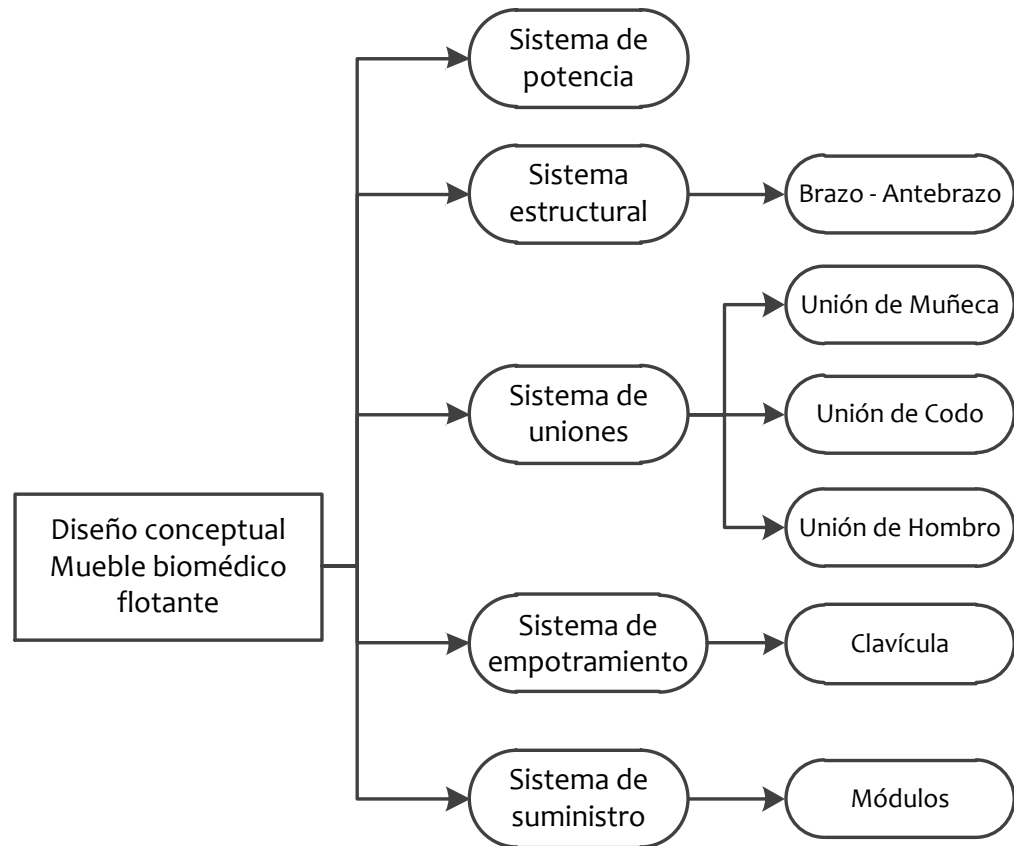 Sistema de
potencia
Sistema
estructural
Brazo - Antebrazo
Unión de Muñeca
Sistema de
uniones
Unión de Codo
Unión de Hombro
Diseño conceptual
Mueble biomédico
flotante
Sistema de
empotramiento
Clavícula
Sistema de
suministro
Módulos